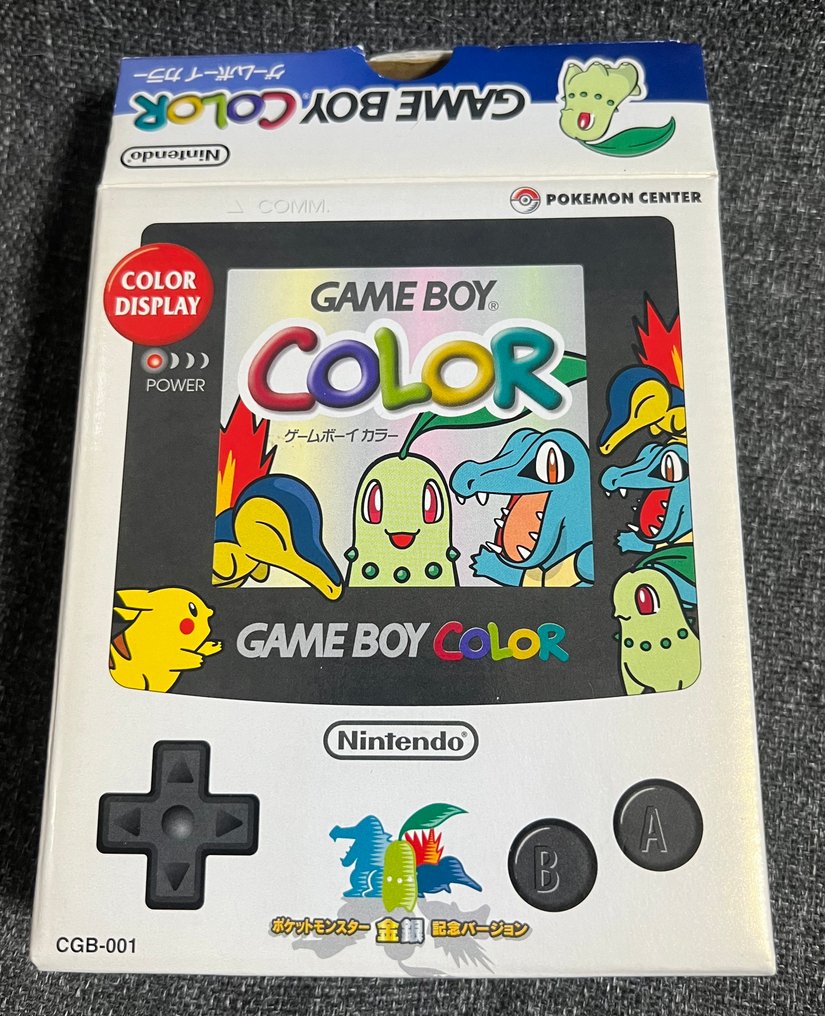 ゲームボーイカラー
GAME BOY COLOR
Nintendo®
◁ COMM.
POKEMON CENTER
COLOR
DISPLAY
GAME BOY®
COLOR
POWER
ゲームボーイカラー
GAME BOY COLOR
Nintendo®
B
A
ポケットモンスター 金銀 記念バージョン
CGB-001